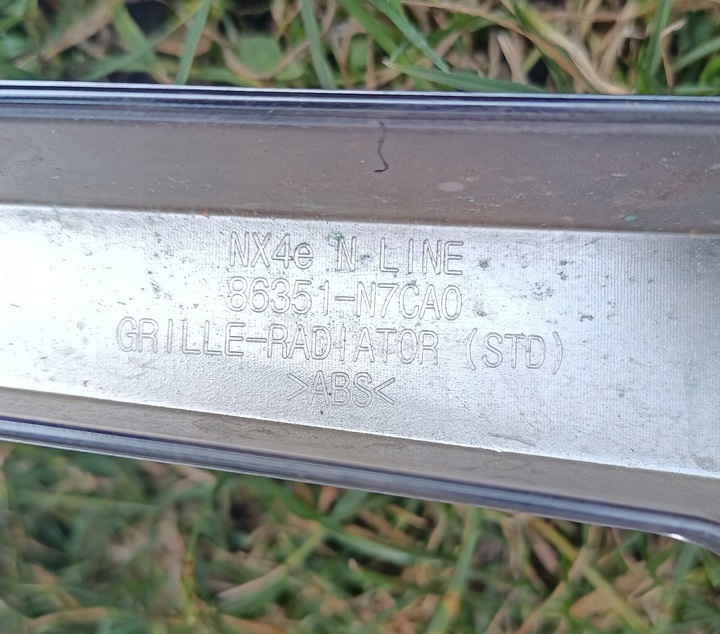 NX4e N LINE
86351-N7CA0
GRILLE-RADIATOR (STD)
>ABS<